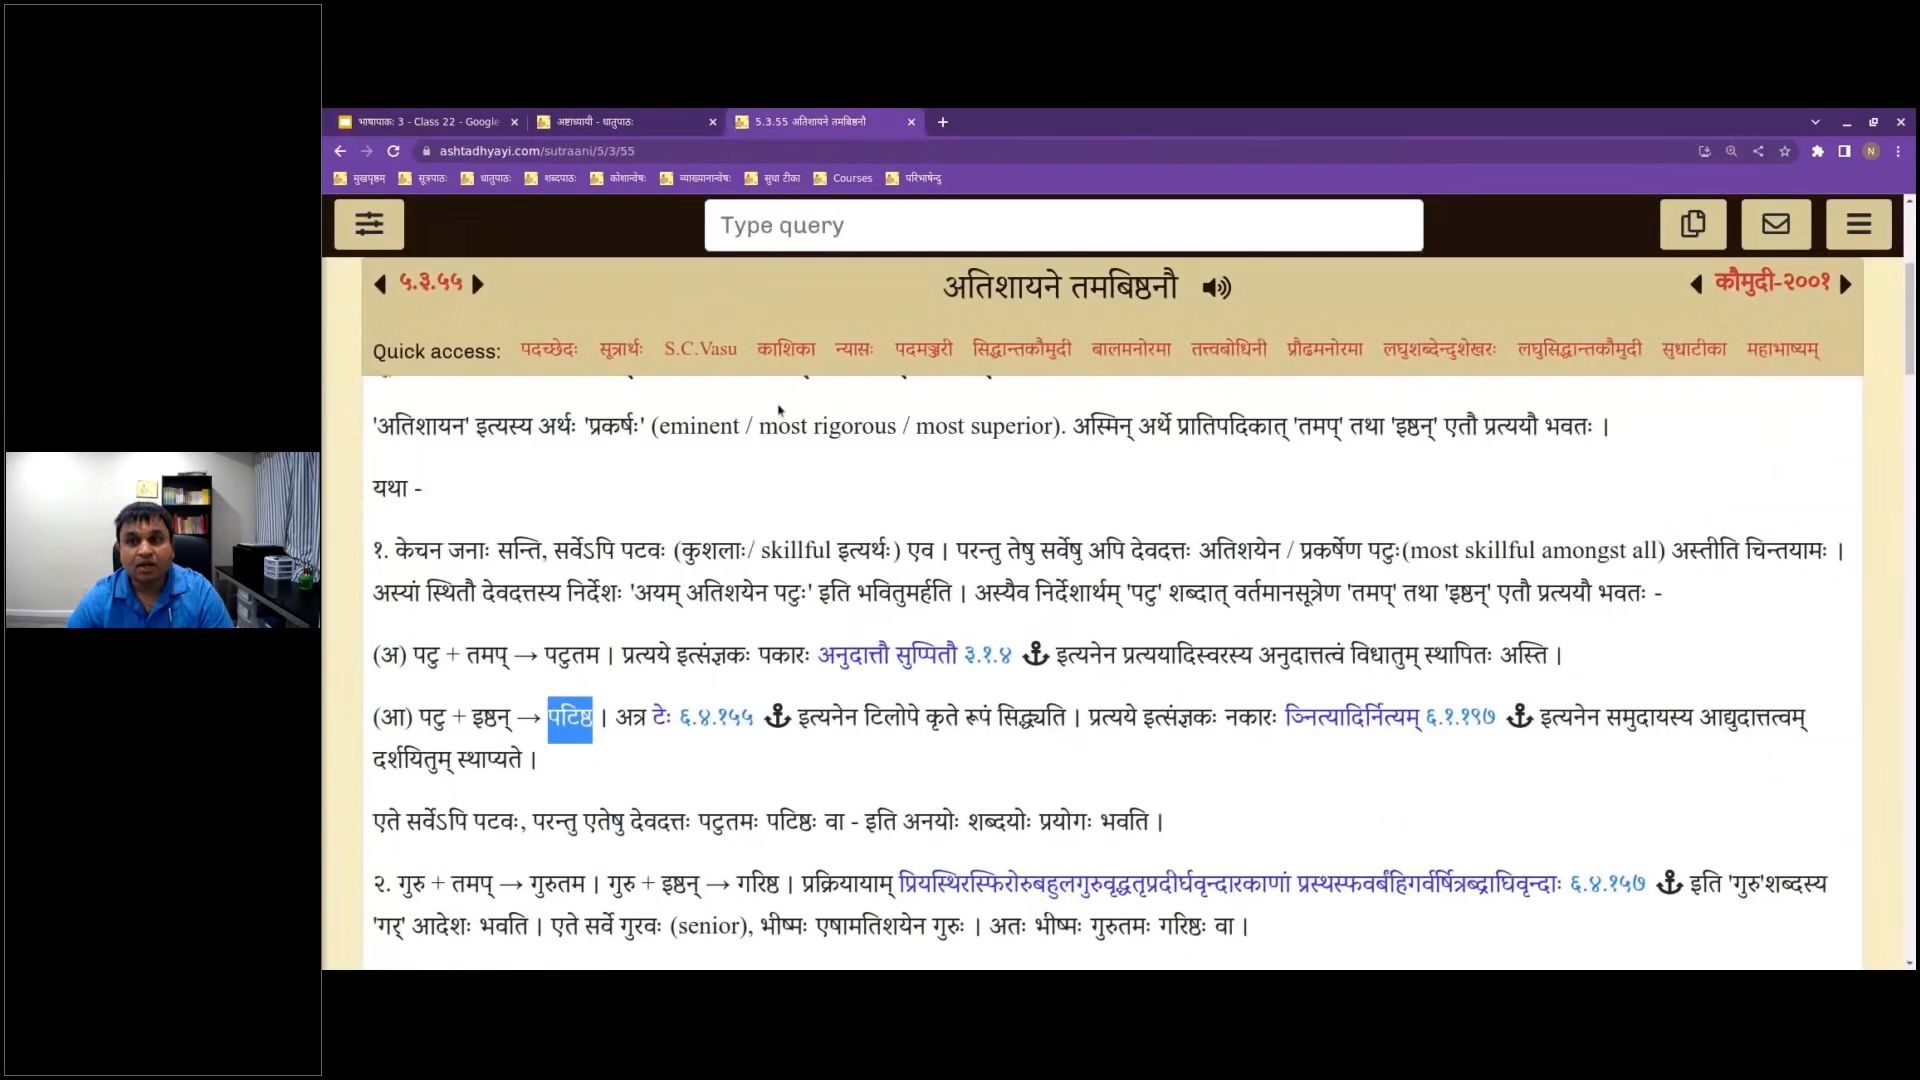 भाषापाकः 3 - Class 22 - Google
अष्टाध्यायी - धातुपाठः
5.3.55 अतिशायने तमबिष्ठनौ
ashtadhyayi.com/sutraani/5/3/55
N
मुखपृष्ठम् सूत्रपाठः धातुपाठः शब्दपाठः कोशान्वेषः व्याख्यानान्वेषः सुधा टीका Courses परिभाषेन्दु
Type query
५.३.५५ अतिशायने तमबिष्ठनौ कौमुदी-२००१
Quick access: पदच्छेदः सूत्रार्थः S.C.Vasu काशिका न्यासः पदमञ्जरी सिद्धान्तकौमुदी बालमनोरमा तत्त्वबोधिनी प्रौढमनोरमा लघुशब्देन्दुशेखरः लघुसिद्धान्तकौमुदी सुधाटीका महाभाष्यम्
'अतिशायन' इत्यस्य अर्थः 'प्रकर्षः' (eminent / most rigorous / most superior). अस्मिन् अर्थे प्रातिपदिकात् 'तमप्' तथा 'इष्ठन्' एतौ प्रत्ययौ भवतः ।
यथा -
१. केचन जनाः सन्ति, सर्वेऽपि पटवः (कुशलाः/ skillful इत्यर्थः) एव । परन्तु तेषु सर्वेषु अपि देवदत्तः अतिशयेन / प्रकर्षेण पटुः(most skillful amongst all) अस्तीति चिन्तयामः ।
अस्यां स्थितौ देवदत्तस्य निर्देशः 'अयम् अतिशयेन पटुः' इति भवितुमर्हति । अस्यैव निर्देशार्थम् 'पटु' शब्दात् वर्तमानसूत्रेण 'तमप्' तथा 'इष्ठन्' एतौ प्रत्ययौ भवतः -
(अ) पटु + तमप् → पटुतम । प्रत्यये इत्संज्ञकः पकारः अनुदात्तौ सुप्पितौ ३.१.४ इत्यनेन प्रत्ययादिस्वरस्य अनुदात्तत्वं विधातुम् स्थापितः अस्ति ।
(आ) पटु + इष्ठन् → पटिष्ठ । अत्र टेः ६.४.१५५ इत्यनेन टिलोपे कृते रूपं सिद्ध्यति । प्रत्यये इत्संज्ञकः नकारः ञ्नित्यादिर्नित्यम् ६.१.१९७ इत्यनेन समुदायस्य आद्युदात्तत्वम्
दर्शयितुम् स्थाप्यते ।
एते सर्वेऽपि पटवः, परन्तु एतेषु देवदत्तः पटुतमः पटिष्ठः वा - इति अनयोः शब्दयोः प्रयोगः भवति ।
२. गुरु + तमप् → गुरुतम । गुरु + इष्ठन् → गरिष्ठ । प्रक्रियायाम् प्रियस्थिरस्फिरोरुबहुलगुरुवृद्धतृप्रदीर्घवृन्दारकाणां प्रस्थस्फवर्बंहिगर्वर्षित्रब्द्राघिवृन्दाः ६.४.१५७ इति 'गुरु'शब्दस्य
'गर्' आदेशः भवति । एते सर्वे गुरवः (senior), भीष्मः एषामतिशयेन गुरुः । अतः भीष्मः गुरुतमः गरिष्ठः वा ।